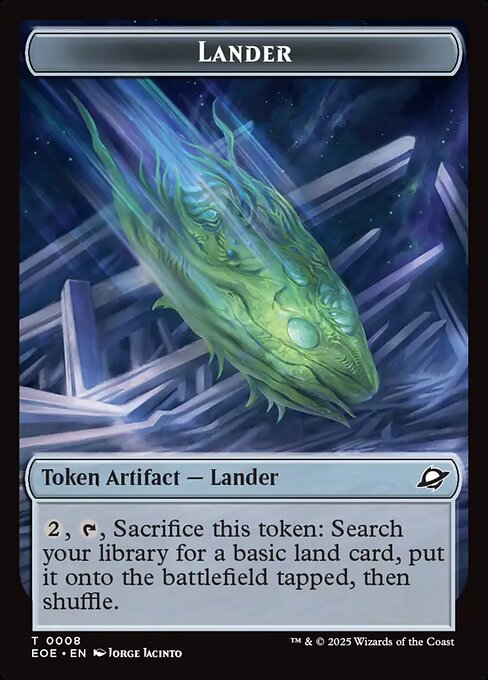 Lander
Token Artifact — Lander
2, , Sacrifice this token: Search
your library for a basic land card, put
it onto the battlefield tapped, then
shuffle.
T 0008
EOE • EN Jorge Jacinto
™ & © 2025 Wizards of the Coast